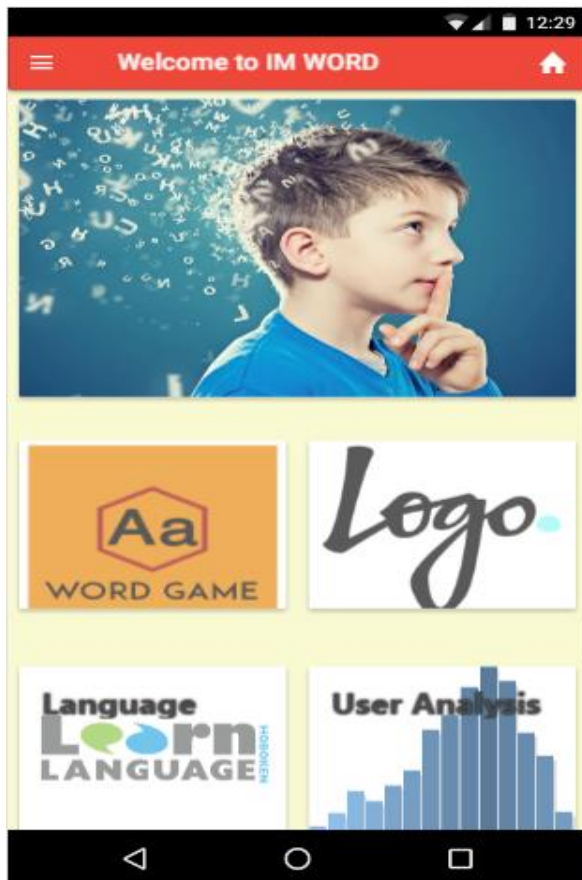 12:29
Welcome to IM WORD
Aa
WORD GAME
Logo.
Language
Learn
LANGUAGE
HOBOKEN
User Analysis